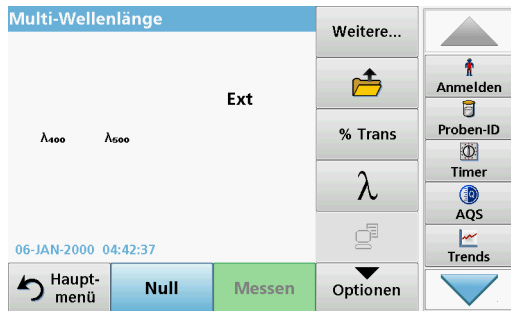 Multi-Wellenlänge
Ext
λ₄₀₀ λ₅₀₀
06-JAN-2000 04:42:37
Weitere...
% Trans
λ
Haupt-
menü
Null
Messen
Optionen
Anmelden
Proben-ID
Timer
AQS
Trends